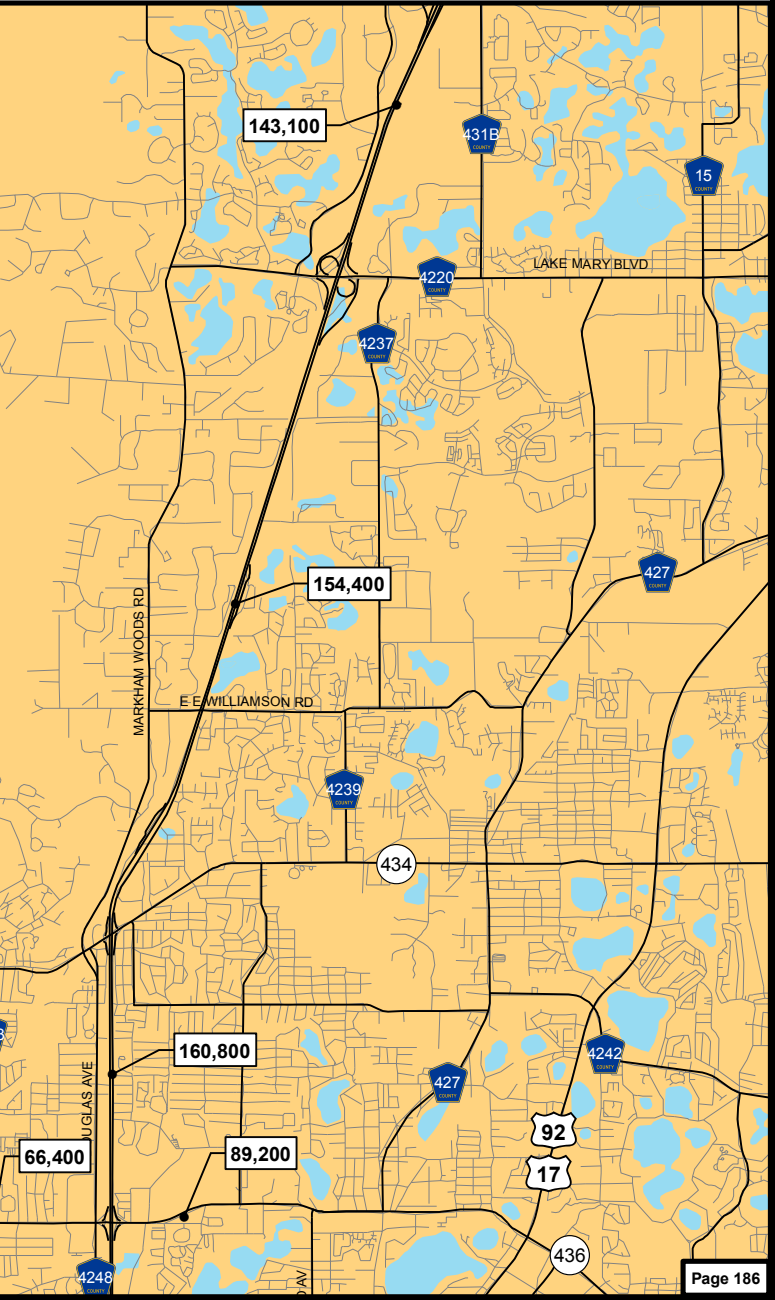 143,100
431B
COUNTY
15
COUNTY
LAKE MARY BLVD
4220
COUNTY
4237
COUNTY
427
COUNTY
154,400
MARKHAM WOODS RD
E E WILLIAMSON RD
4239
COUNTY
434
160,800
4242
COUNTY
427
COUNTY
92
17
66,400
89,200
436
4248
COUNTY
Page 186